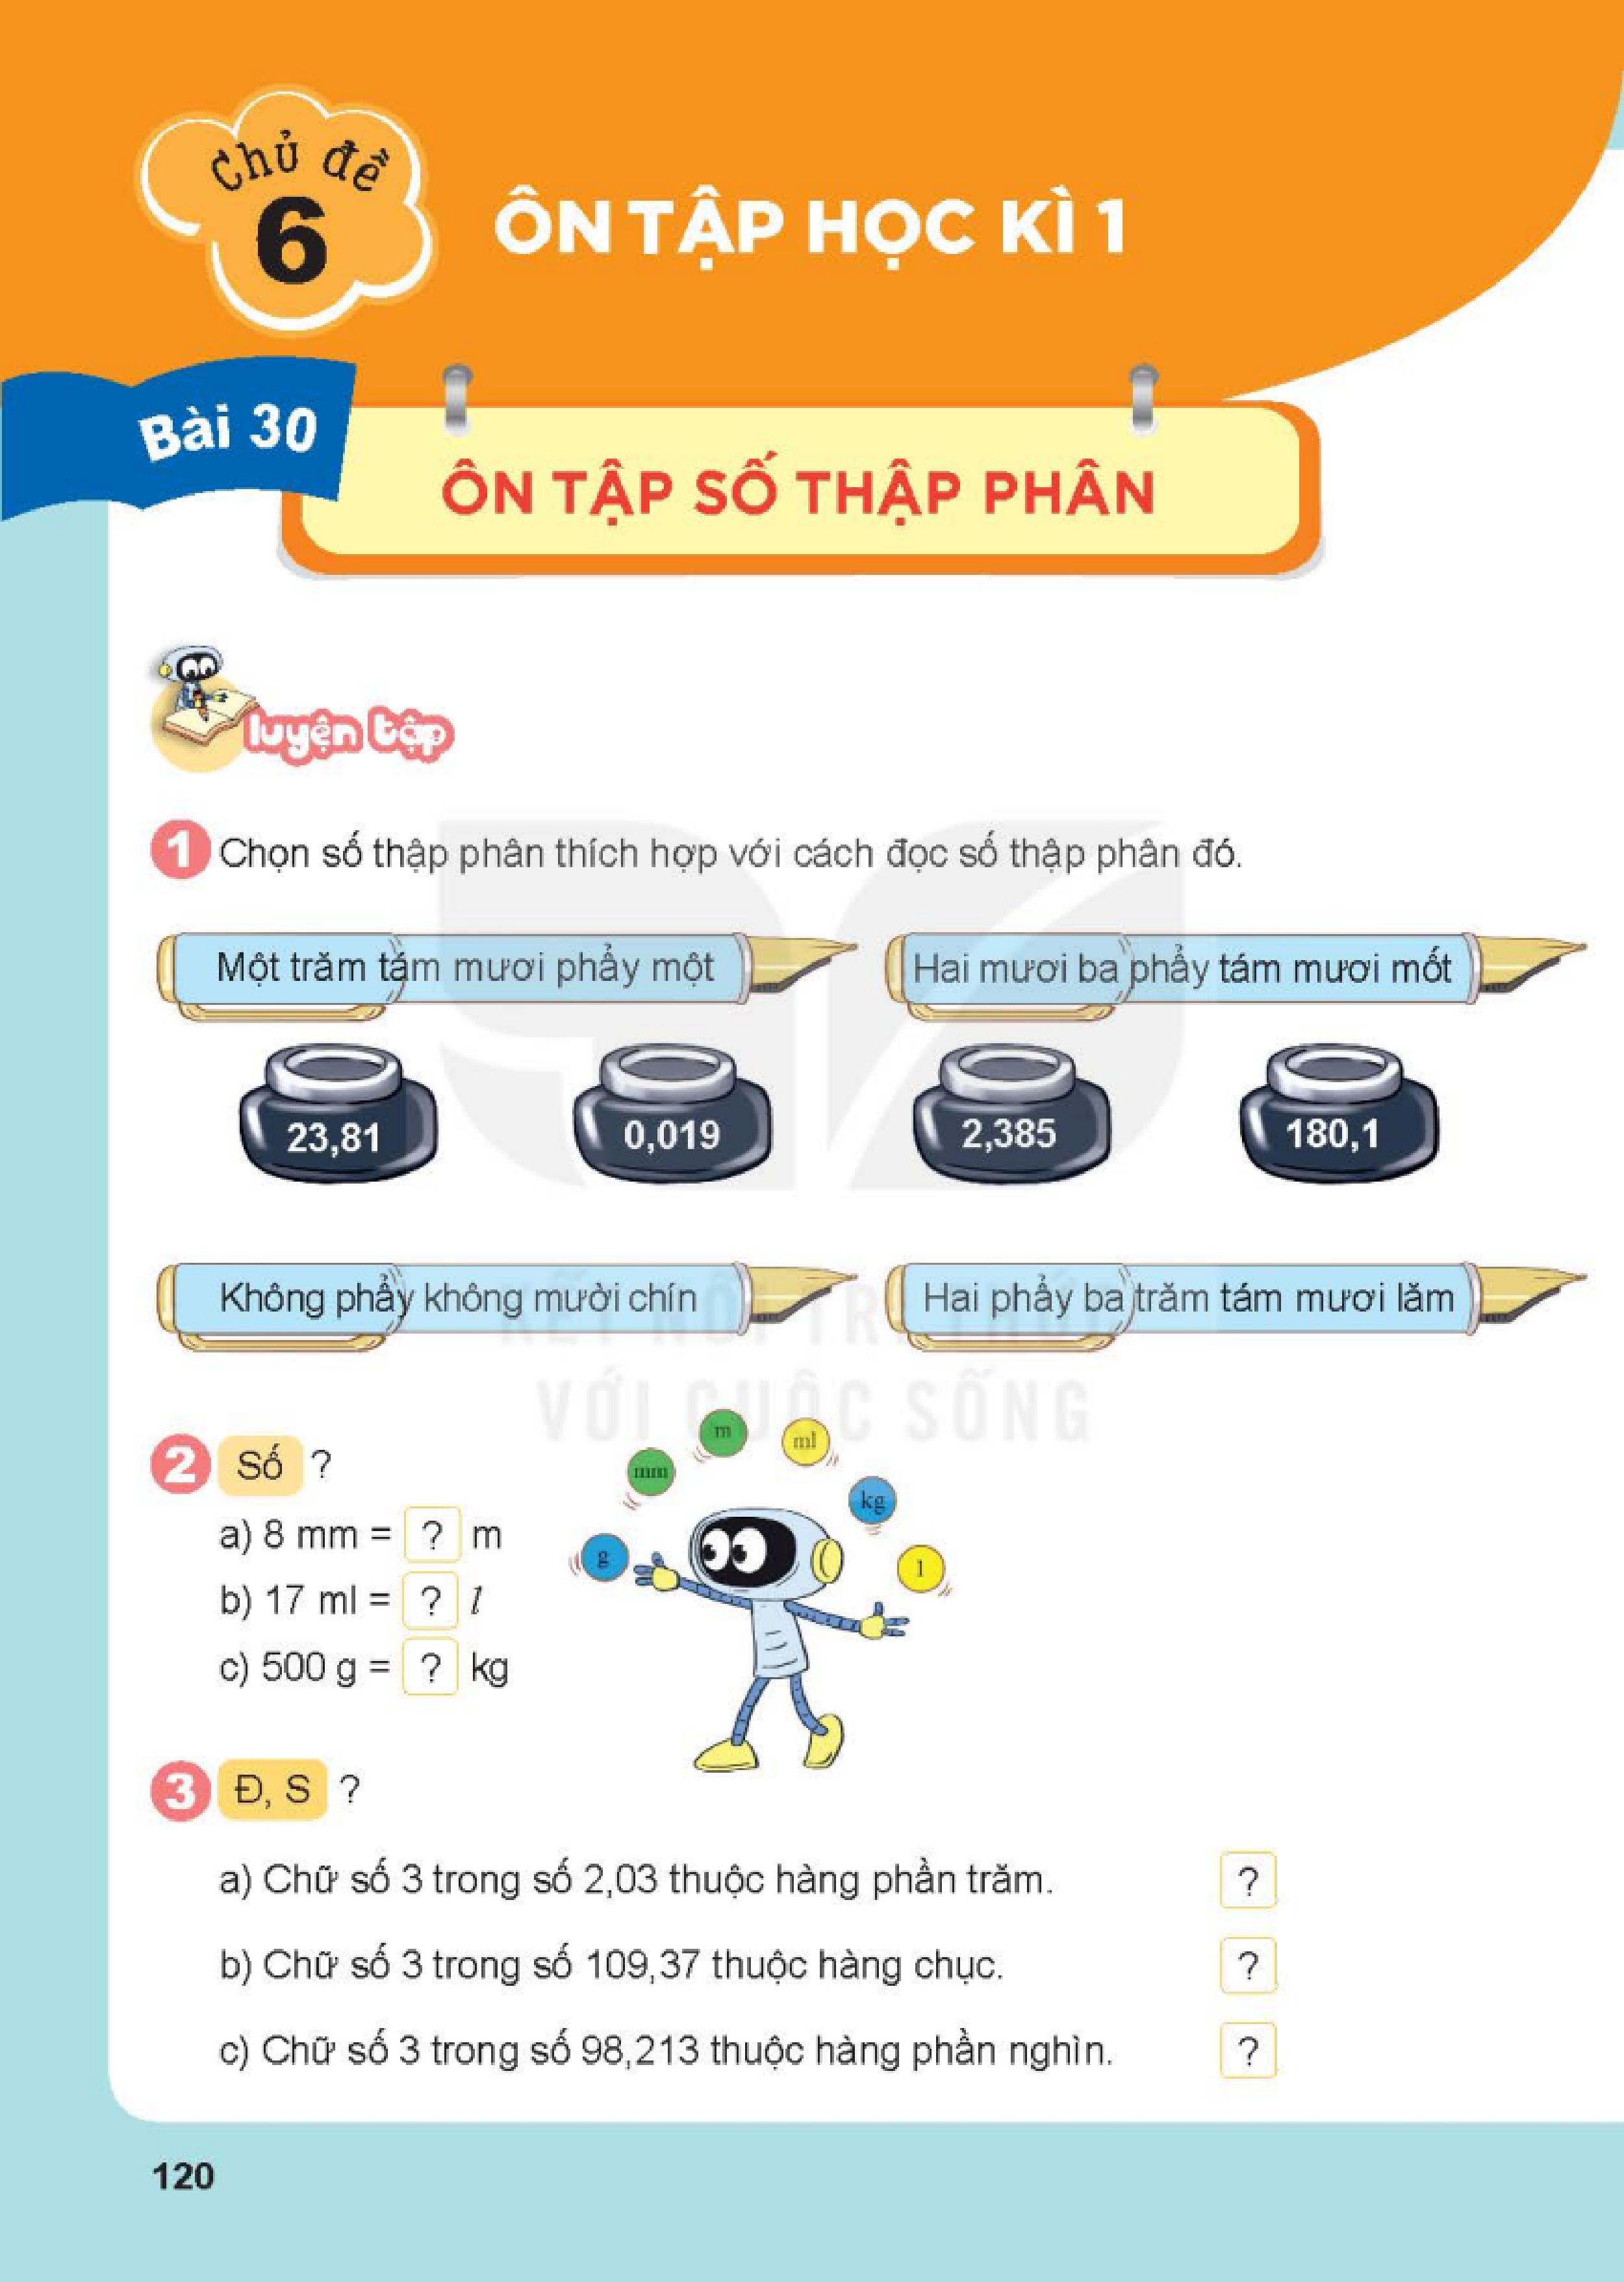 Chủ đề
6
ÔN TẬP HỌC KÌ 1
Bài 30
ÔN TẬP SỐ THẬP PHÂN
luyện tập
1 Chọn số thập phân thích hợp với cách đọc số thập phân đó.
Một trăm tám mươi phẩy một
Hai mươi ba phẩy tám mươi mốt
23,81
0,019
2,385
180,1
Không phẩy không mười chín
Hai phẩy ba trăm tám mươi lăm
KẾT NỐI TRI THỨC
VỚI CUỘC SỐNG
2 Số ?
a) 8 mm = ? m
b) 17 ml = ? l
c) 500 g = ? kg
g
mm
m
ml
kg
l
3 Đ, S ?
a) Chữ số 3 trong số 2,03 thuộc hàng phần trăm. ?
b) Chữ số 3 trong số 109,37 thuộc hàng chục. ?
c) Chữ số 3 trong số 98,213 thuộc hàng phần nghìn. ?
120